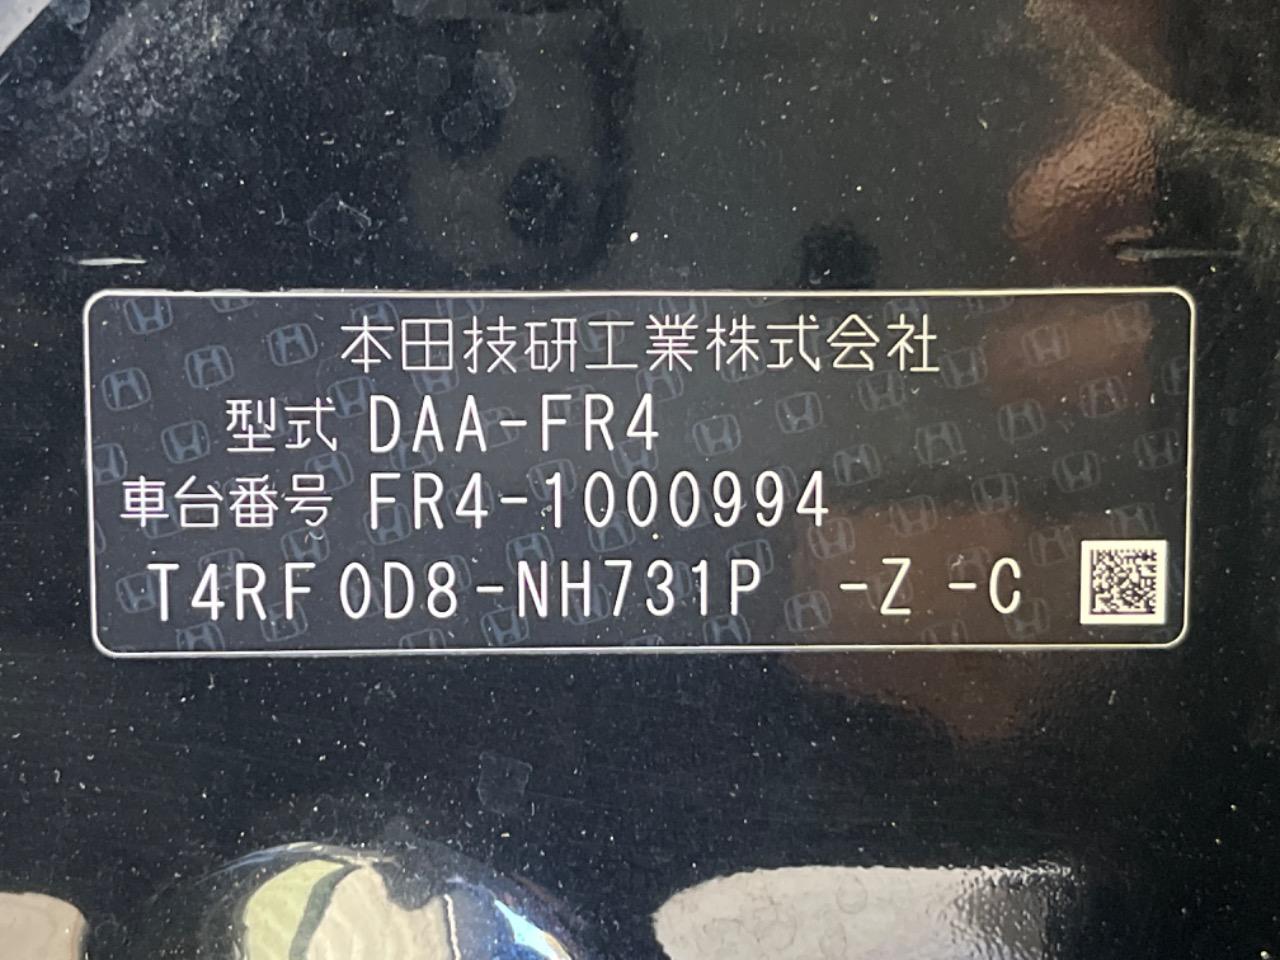 本田技研工業株式会社
型式 DAA-FR4
車台番号 FR4-1000994
T4RF 0D8-NH731P -Z -C